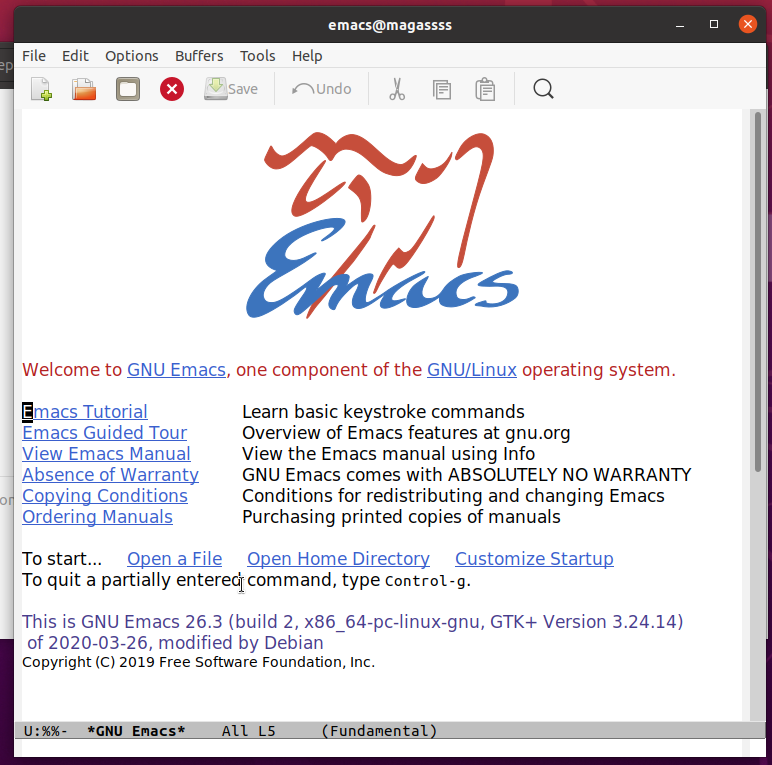 emacs@magassss
File Edit Options Buffers Tools Help
Save Undo
Emacs
Welcome to GNU Emacs, one component of the GNU/Linux operating system.
Emacs Tutorial Learn basic keystroke commands
Emacs Guided Tour Overview of Emacs features at gnu.org
View Emacs Manual View the Emacs manual using Info
Absence of Warranty GNU Emacs comes with ABSOLUTELY NO WARRANTY
Copying Conditions Conditions for redistributing and changing Emacs
Ordering Manuals Purchasing printed copies of manuals
To start... Open a File Open Home Directory Customize Startup
To quit a partially entered command, type Control-g.
This is GNU Emacs 26.3 (build 2, x86_64-pc-linux-gnu, GTK+ Version 3.24.14)
of 2020-03-26, modified by Debian
Copyright (C) 2019 Free Software Foundation, Inc.
U:%%- *GNU Emacs* All L5 (Fundamental)